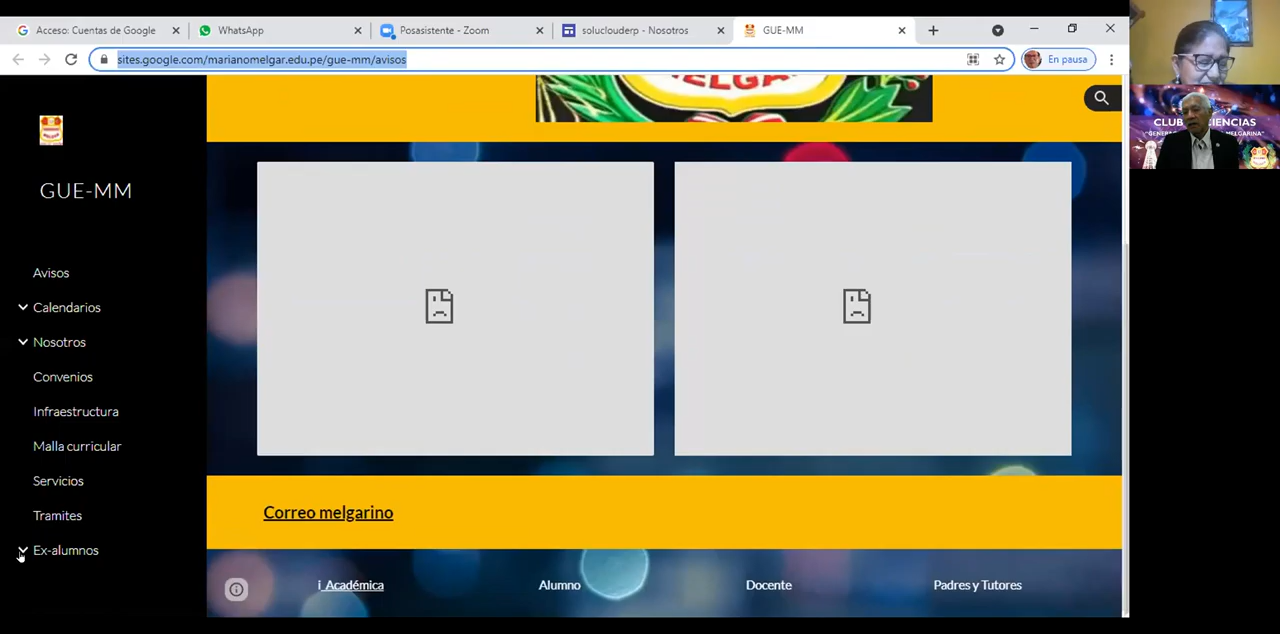 Acceso: Cuentas de Google
WhatsApp
Posasistente - Zoom
soluclouderp - Nosotros
GUE-MM
sites.google.com/marianomelgar.edu.pe/gue-mm/avisos
En pausa
GUE-MM
Avisos
Calendarios
Nosotros
Convenios
Infraestructura
Malla curricular
Servicios
Tramites
Ex-alumnos
Correo melgarino
i Académica
Alumno
Docente
Padres y Tutores